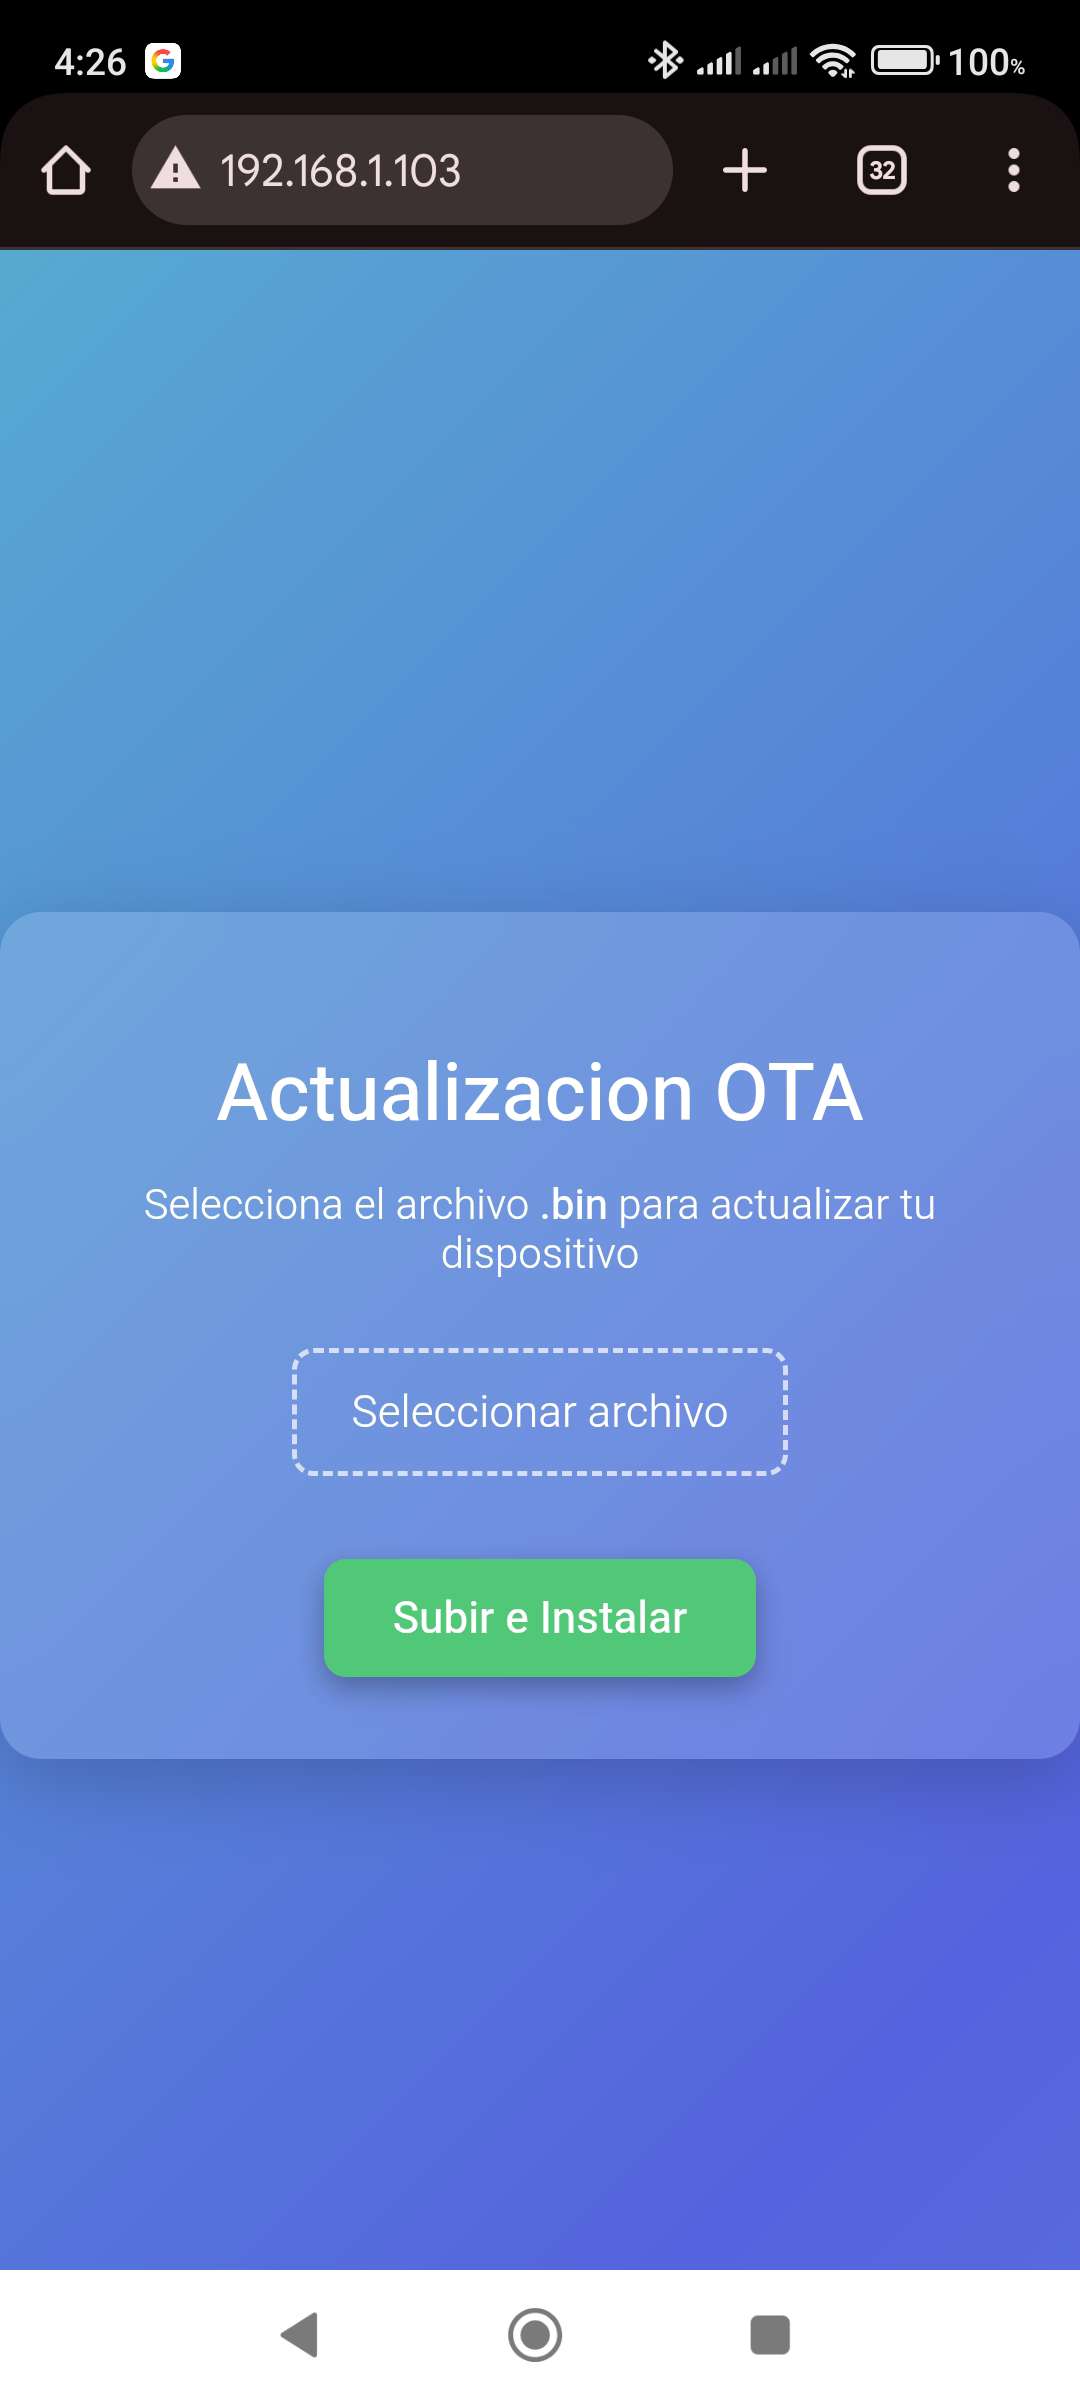 4:26
100%
192.168.1.103
32
Actualizacion OTA
Selecciona el archivo .bin para actualizar tu
dispositivo
Seleccionar archivo
Subir e Instalar